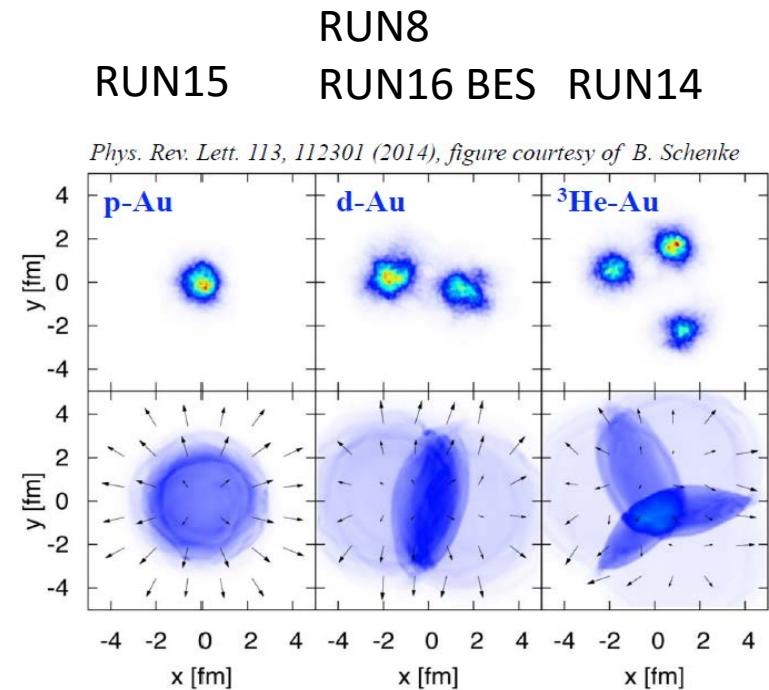 RUN8
RUN15 RUN16 BES RUN14
Phys. Rev. Lett. 113, 112301 (2014), figure courtesy of B. Schenke
p-Au d-Au ³He-Au
4
2
0
-2
-4
y [fm]
4
2
0
-2
-4
y [fm]
-4 -2 0 2 4 -4 -2 0 2 4 -4 -2 0 2 4
x [fm] x [fm] x [fm]